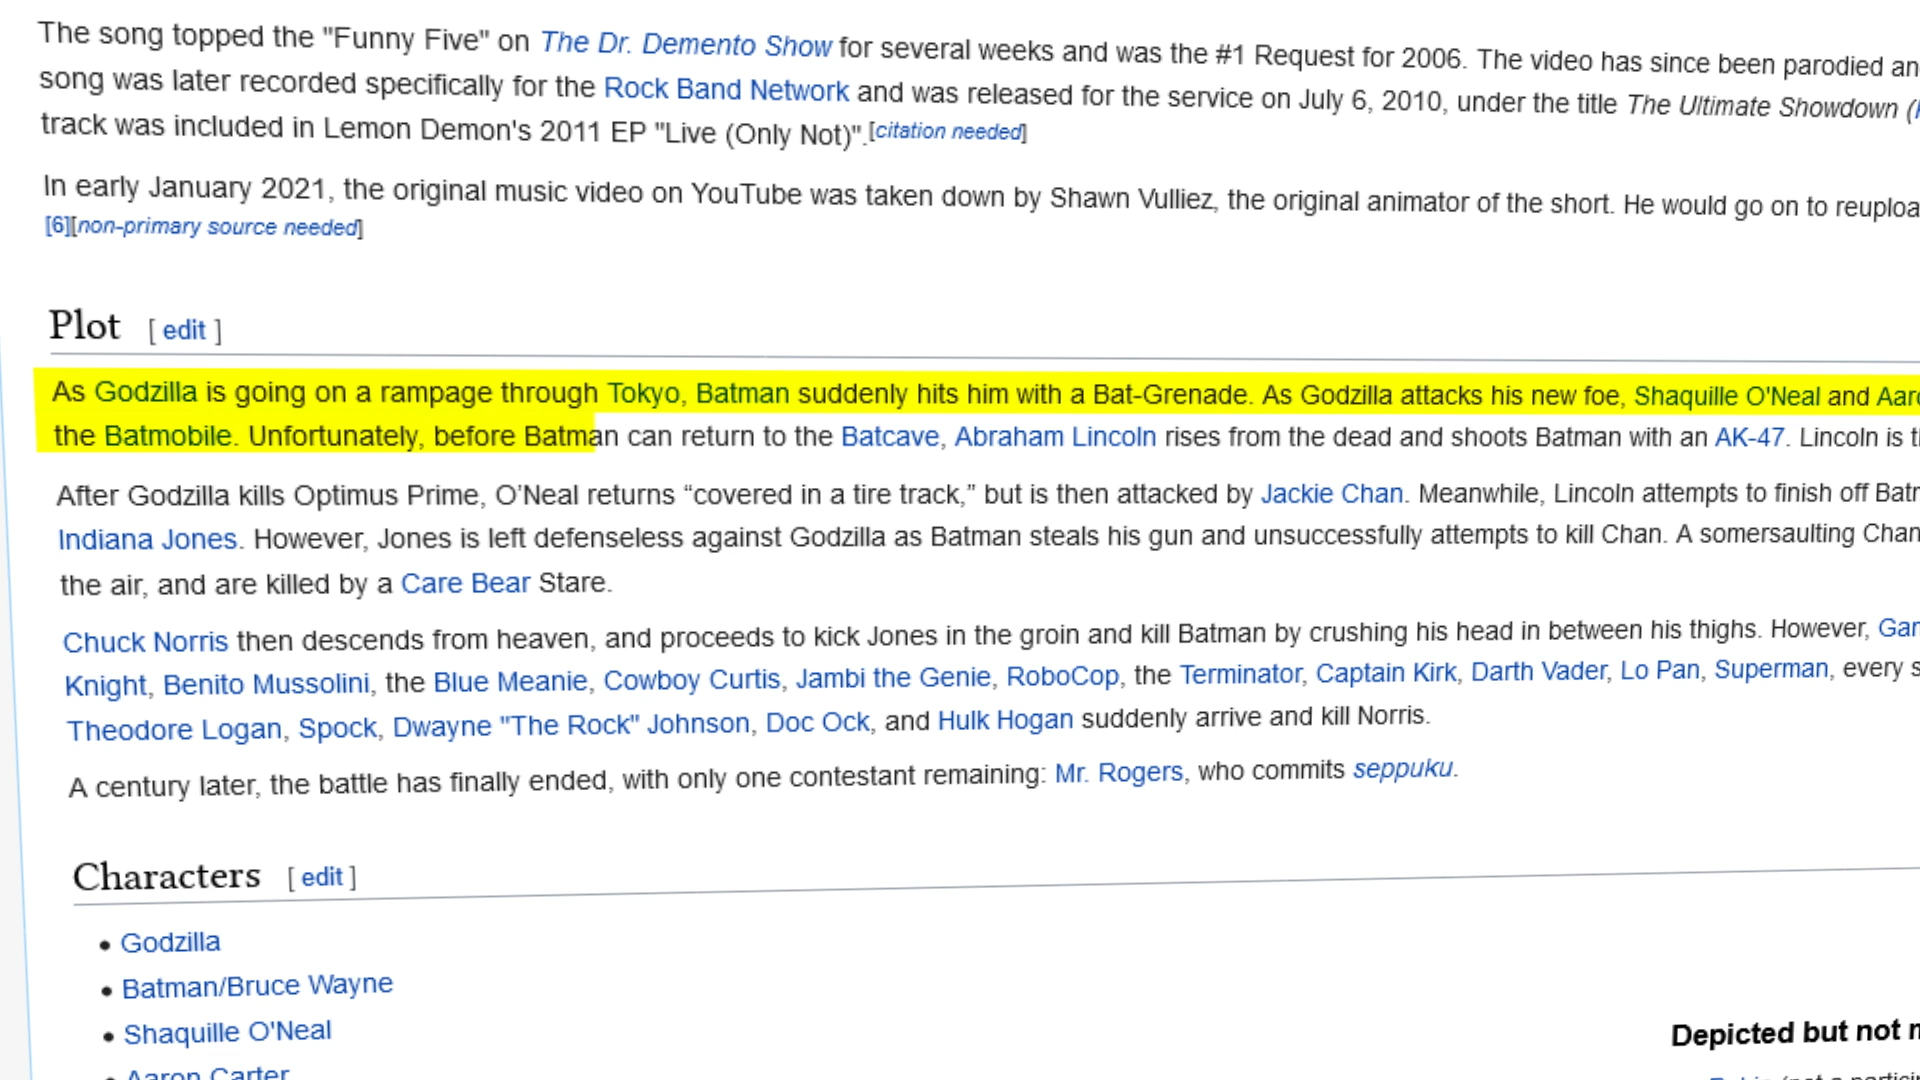 The song topped the "Funny Five" on The Dr. Demento Show for several weeks and was the #1 Request for 2006. The video has since been parodied an
song was later recorded specifically for the Rock Band Network and was released for the service on July 6, 2010, under the title The Ultimate Showdown (
track was included in Lemon Demon's 2011 EP "Live (Only Not)".[citation needed]
In early January 2021, the original music video on YouTube was taken down by Shawn Vulliez, the original animator of the short. He would go on to reuploa
[6][non-primary source needed]
Plot [ edit ]
As Godzilla is going on a rampage through Tokyo, Batman suddenly hits him with a Bat-Grenade. As Godzilla attacks his new foe, Shaquille O'Neal and Aar
the Batmobile. Unfortunately, before Batman can return to the Batcave, Abraham Lincoln rises from the dead and shoots Batman with an AK-47. Lincoln is t
After Godzilla kills Optimus Prime, O’Neal returns “covered in a tire track,” but is then attacked by Jackie Chan. Meanwhile, Lincoln attempts to finish off Bat
Indiana Jones. However, Jones is left defenseless against Godzilla as Batman steals his gun and unsuccessfully attempts to kill Chan. A somersaulting Chan
the air, and are killed by a Care Bear Stare.
Chuck Norris then descends from heaven, and proceeds to kick Jones in the groin and kill Batman by crushing his head in between his thighs. However, Gan
Knight, Benito Mussolini, the Blue Meanie, Cowboy Curtis, Jambi the Genie, RoboCop, the Terminator, Captain Kirk, Darth Vader, Lo Pan, Superman, every s
Theodore Logan, Spock, Dwayne "The Rock" Johnson, Doc Ock, and Hulk Hogan suddenly arrive and kill Norris.
A century later, the battle has finally ended, with only one contestant remaining: Mr. Rogers, who commits seppuku.
Characters [ edit ]
• Godzilla
• Batman/Bruce Wayne
• Shaquille O'Neal
Depicted but not
• Aaron Carter